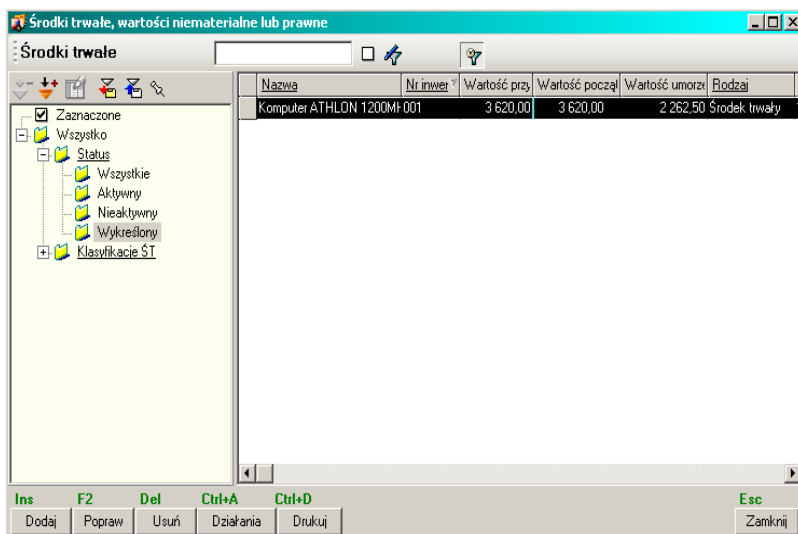 Środki trwałe, wartości niematerialne lub prawne
Środki trwałe
Nazwa Nr inwer Wartość przy Wartość począł Wartość umorze Rodzaj
Komputer ATHLON 1200MH 001 3 620,00 3 620,00 2 262,50 Środek trwały
Zaznaczone
Wszystko
Status
Wszystkie
Aktywny
Nieaktywny
Wykreślony
Klasyfikacje ŚT
Ins F2 Del Ctrl+A Ctrl+D Esc
Dodaj Popraw Usuń Działania Drukuj Zamknij